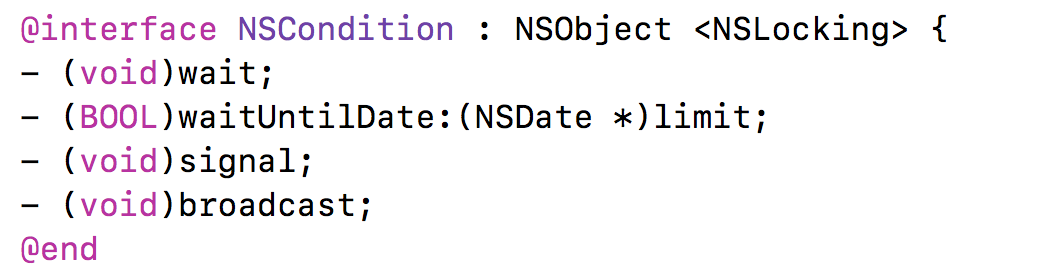 @interface NSCondition : NSObject <NSLocking> {
- (void)wait;
- (BOOL)waitUntilDate:(NSDate *)limit;
- (void)signal;
- (void)broadcast;
@end